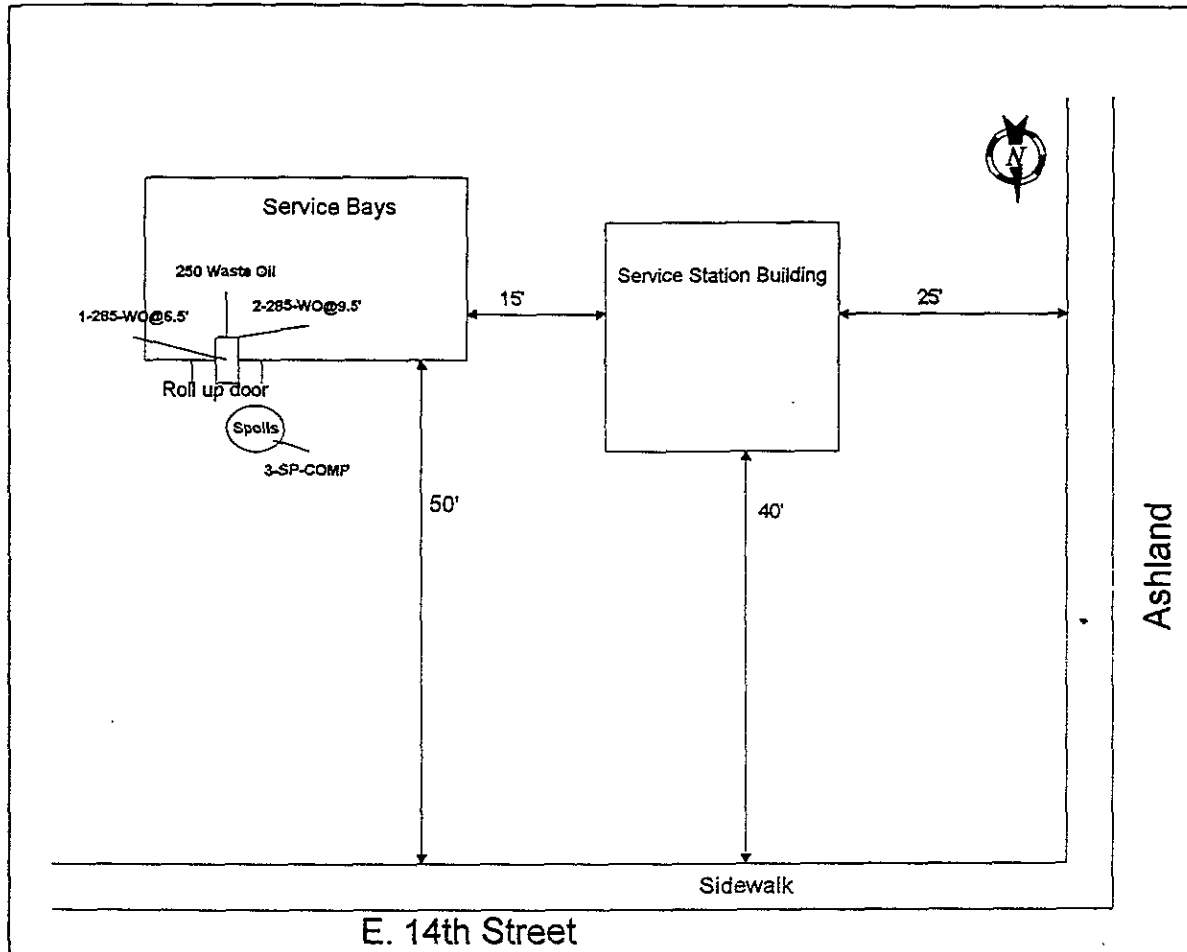 N
Service Bays
250 Waste Oil
Service Station Building
1-285-WO@6.5'
2-285-WO@9.5'
15'
25'
Roll up door
Spoils
3-SP-COMP
50'
40'
Ashland
Sidewalk
E. 14th Street